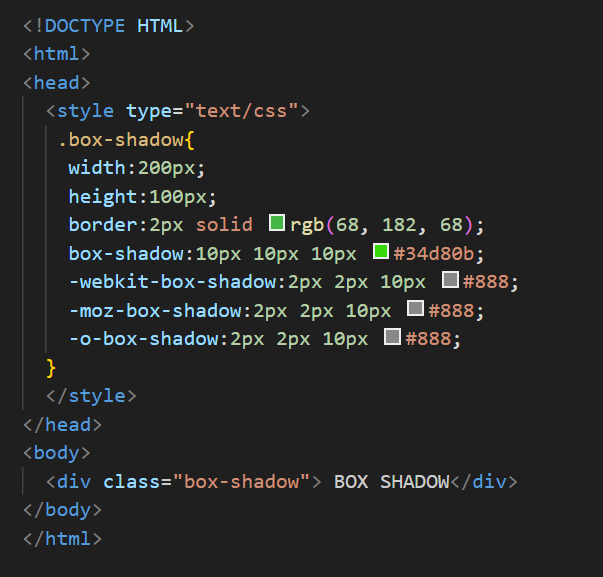 <!DOCTYPE HTML>
<html>
<head>
  <style type="text/css">
   .box-shadow{
    width:200px;
    height:100px;
    border:2px solid rgb(68, 182, 68);
    box-shadow:10px 10px 10px #34d80b;
    -webkit-box-shadow:2px 2px 10px #888;
    -moz-box-shadow:2px 2px 10px #888;
    -o-box-shadow:2px 2px 10px #888;
  }
  </style>
</head>
<body>
  <div class="box-shadow"> BOX SHADOW</div>
</body>
</html>